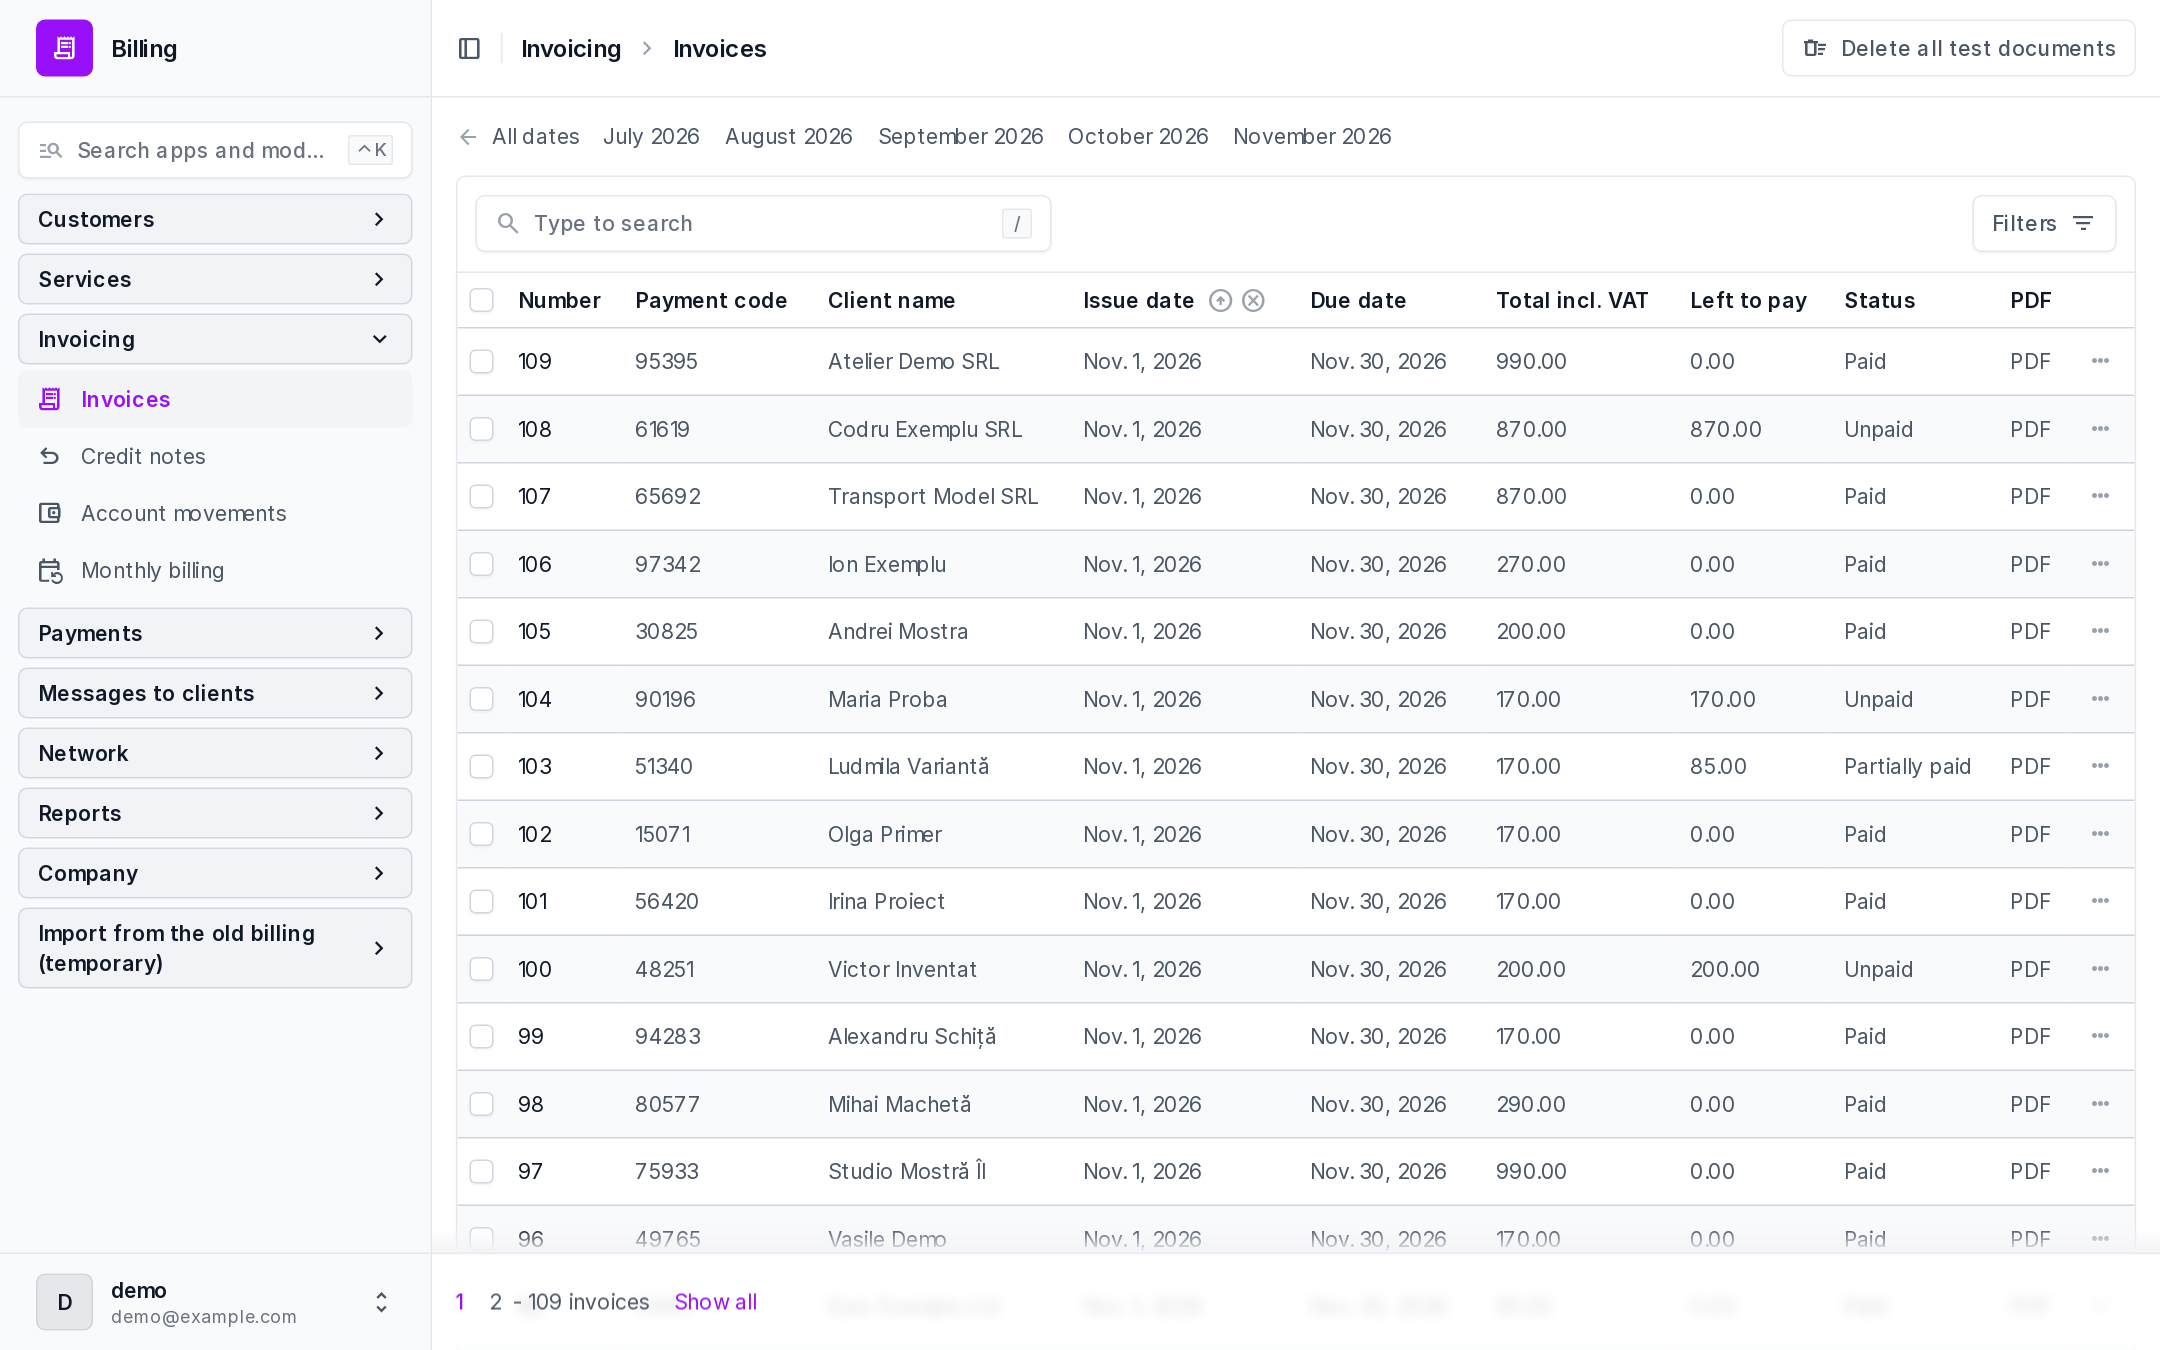 Billing
Invoicing > Invoices
Delete all test documents
Search apps and mod... ^K
Customers
Services
Invoicing
Invoices
Credit notes
Account movements
Monthly billing
Payments
Messages to clients
Network
Reports
Company
Import from the old billing
(temporary)
demo
D
demo@example.com
All dates July 2026 August 2026 September 2026 October 2026 November 2026
Type to search /
Filters
Number Payment code Client name Issue date Due date Total incl. VAT Left to pay Status PDF
109 95395 Atelier Demo SRL Nov. 1, 2026 Nov. 30, 2026 990.00 0.00 Paid PDF
108 61619 Codru Exemplu SRL Nov. 1, 2026 Nov. 30, 2026 870.00 870.00 Unpaid PDF
107 65692 Transport Model SRL Nov. 1, 2026 Nov. 30, 2026 870.00 0.00 Paid PDF
106 97342 Ion Exemplu Nov. 1, 2026 Nov. 30, 2026 270.00 0.00 Paid PDF
105 30825 Andrei Mostra Nov. 1, 2026 Nov. 30, 2026 200.00 0.00 Paid PDF
104 90196 Maria Proba Nov. 1, 2026 Nov. 30, 2026 170.00 170.00 Unpaid PDF
103 51340 Ludmila Variantă Nov. 1, 2026 Nov. 30, 2026 170.00 85.00 Partially paid PDF
102 15071 Olga Primer Nov. 1, 2026 Nov. 30, 2026 170.00 0.00 Paid PDF
101 56420 Irina Proiect Nov. 1, 2026 Nov. 30, 2026 170.00 0.00 Paid PDF
100 48251 Victor Inventat Nov. 1, 2026 Nov. 30, 2026 200.00 200.00 Unpaid PDF
99 94283 Alexandru Schiță Nov. 1, 2026 Nov. 30, 2026 170.00 0.00 Paid PDF
98 80577 Mihai Machetă Nov. 1, 2026 Nov. 30, 2026 290.00 0.00 Paid PDF
97 75933 Studio Mostră ÎI Nov. 1, 2026 Nov. 30, 2026 990.00 0.00 Paid PDF
96 49765 Vasile Demo Nov. 1, 2026 Nov. 30, 2026 170.00 0.00 Paid PDF
1 2 - 109 invoices Show all